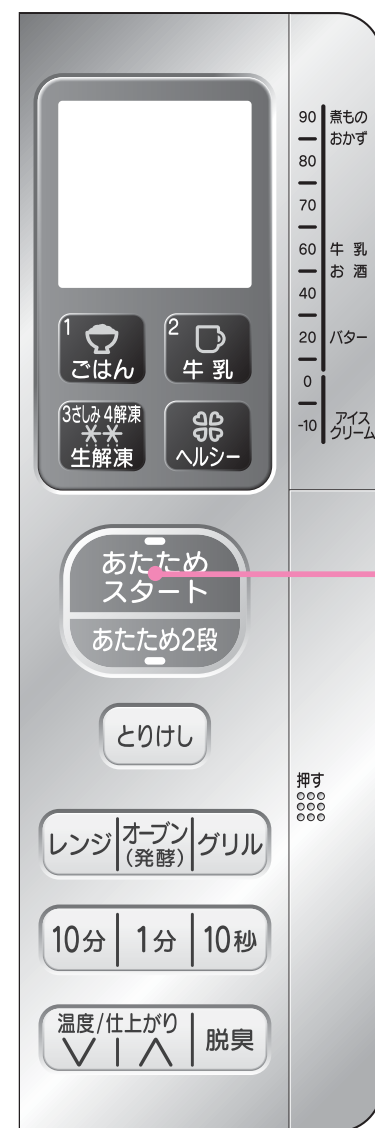 1 ごはん
2 牛乳
3さしみ 4解凍
生解凍
ヘルシー
あたため
スタート
あたため2段
とりけし
レンジ
オーブン
(発酵)
グリル
10分
1分
10秒
温度/仕上がり
脱臭
90 煮もの
おかず
80
70
60 牛乳
お酒
40
20 バター
0
-10 アイス
クリーム
押す